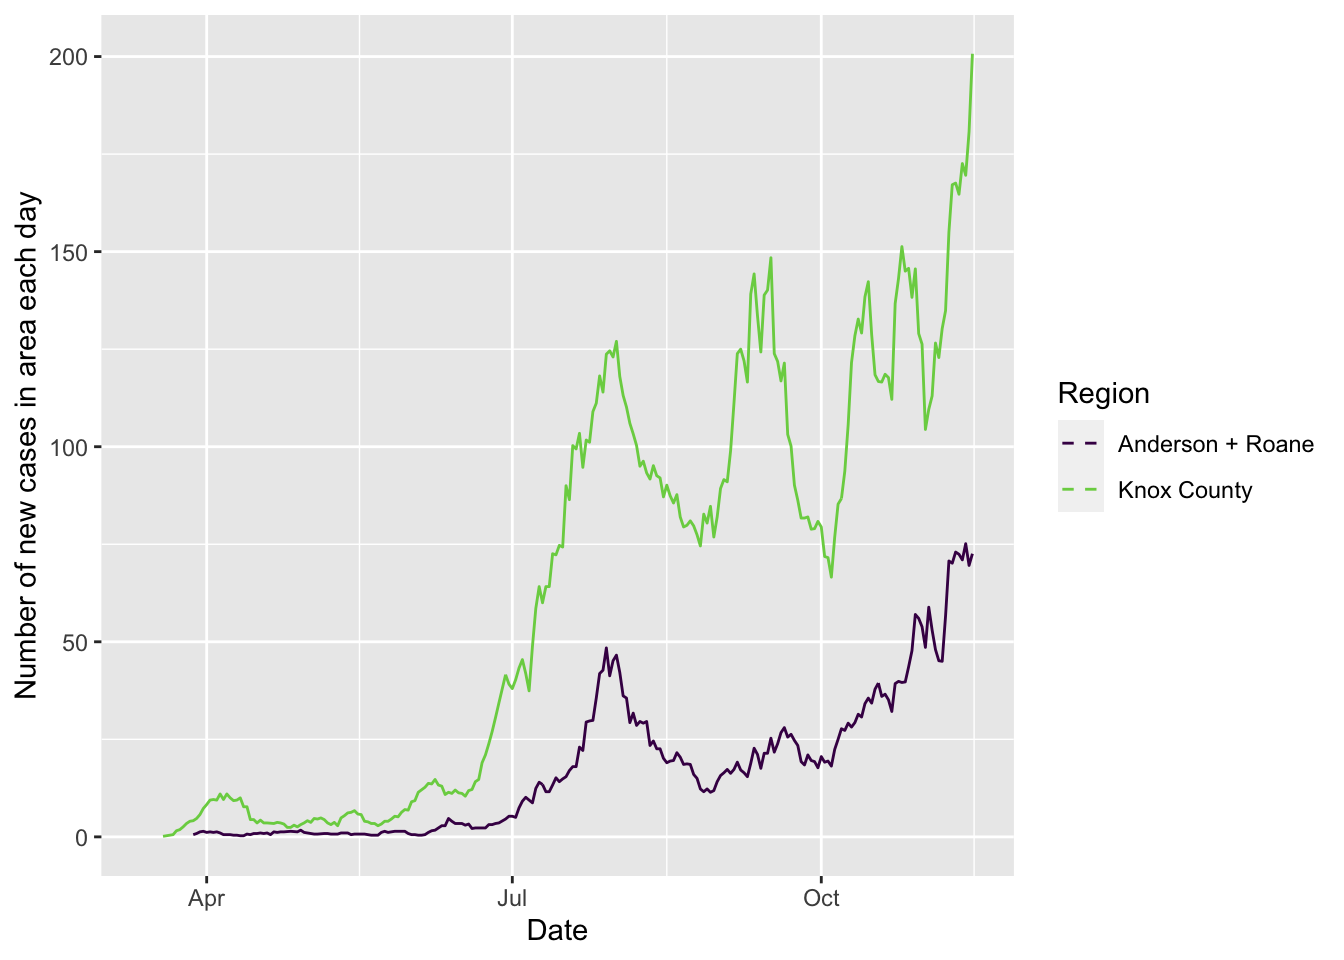 Number of new cases in area each day
200
150
100
50
0
Apr
Jul
Oct
Date
Region
Anderson + Roane
Knox County